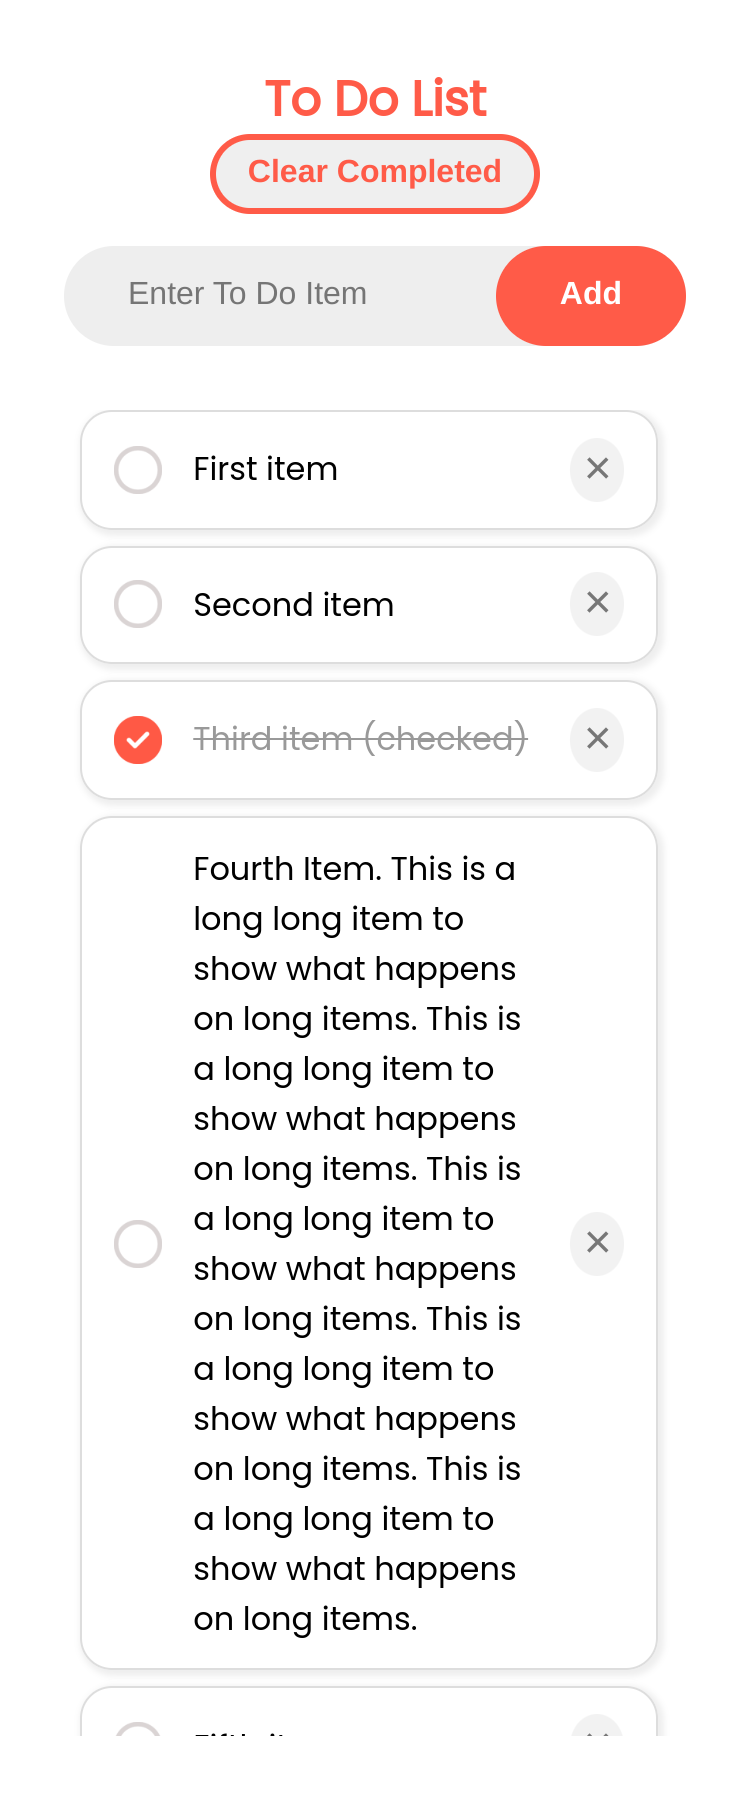 To Do List
Clear Completed
Enter To Do Item
Add
First item
Second item
Third item (checked)
Fourth Item. This is a
long long item to
show what happens
on long items. This is
a long long item to
show what happens
on long items. This is
a long long item to
show what happens
on long items. This is
a long long item to
show what happens
on long items. This is
a long long item to
show what happens
on long items.